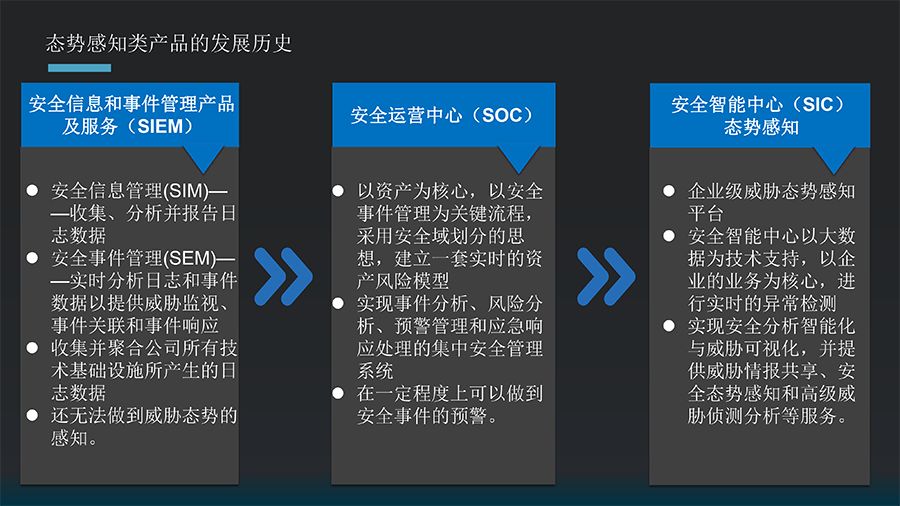 态势感知类产品的发展历史
安全信息和事件管理产品
及服务（SIEM）
● 安全信息管理(SIM)—
—收集、分析并报告日
志数据
● 安全事件管理(SEM)—
—实时分析日志和事件
数据以提供威胁监视、
事件关联和事件响应
● 收集并聚合公司所有技
术基础设施所产生的日
志数据
● 还无法做到威胁态势的
感知。
安全运营中心（SOC）
● 以资产为核心，以安全
事件管理为关键流程，
采用安全域划分的思
想，建立一套实时的资
产风险模型
● 实现事件分析、风险分
析、预警管理和应急响
应处理的集中安全管理
系统
● 在一定程度上可以做到
安全事件的预警。
安全智能中心（SIC）
态势感知
● 企业级威胁态势感知
平台
● 安全智能中心以大数
据为技术支持，以企
业的业务为核心，进
行实时的异常检测
● 实现安全分析智能化
与威胁可视化，并提
供威胁情报共享、安
全态势感知和高级威
胁侦测分析等服务。